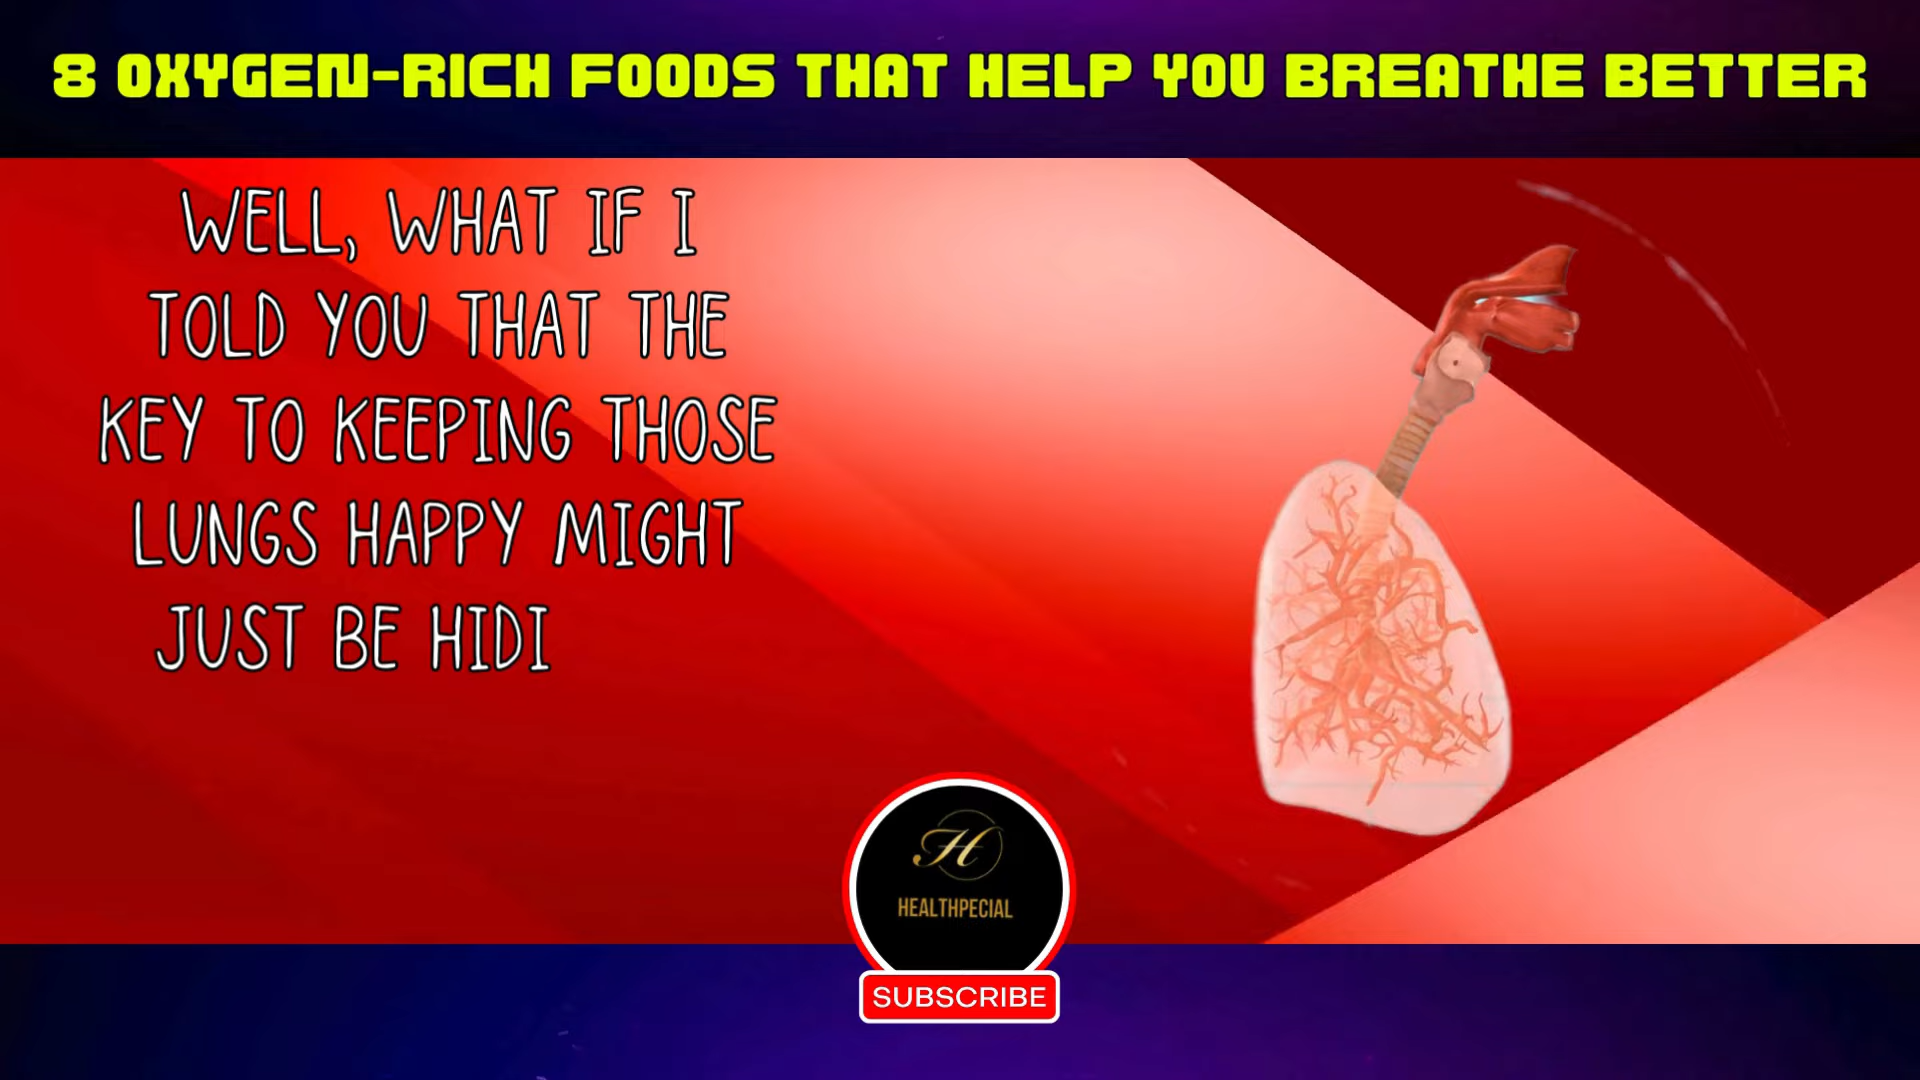 8 OXYGEN-RICH FOODS THAT HELP YOU BREATHE BETTER
WELL, WHAT IF I
TOLD YOU THAT THE
KEY TO KEEPING THOSE
LUNGS HAPPY MIGHT
JUST BE HIDI
H
HEALTHPECIAL
SUBSCRIBE